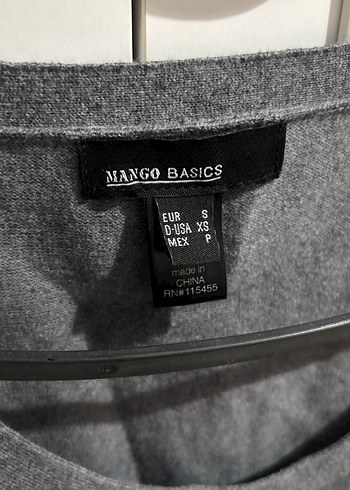 MANGO BASICS
EUR S
D-USA XS
MEX P
made in
CHINA
RN#115455